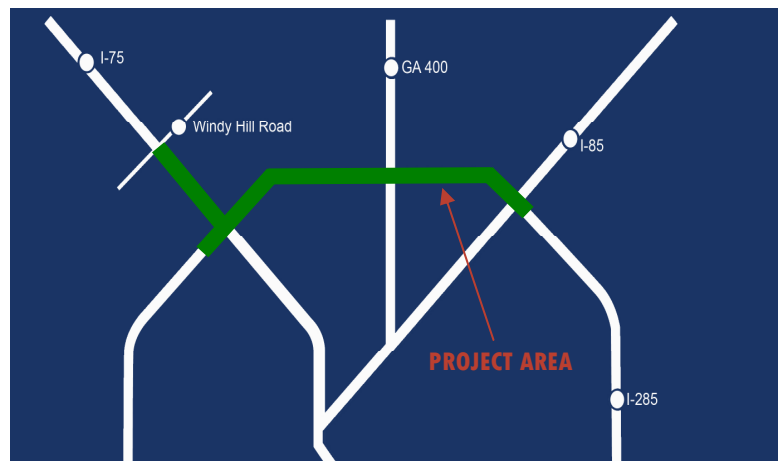 I-75
GA 400
Windy Hill Road
I-85
PROJECT AREA
I-285